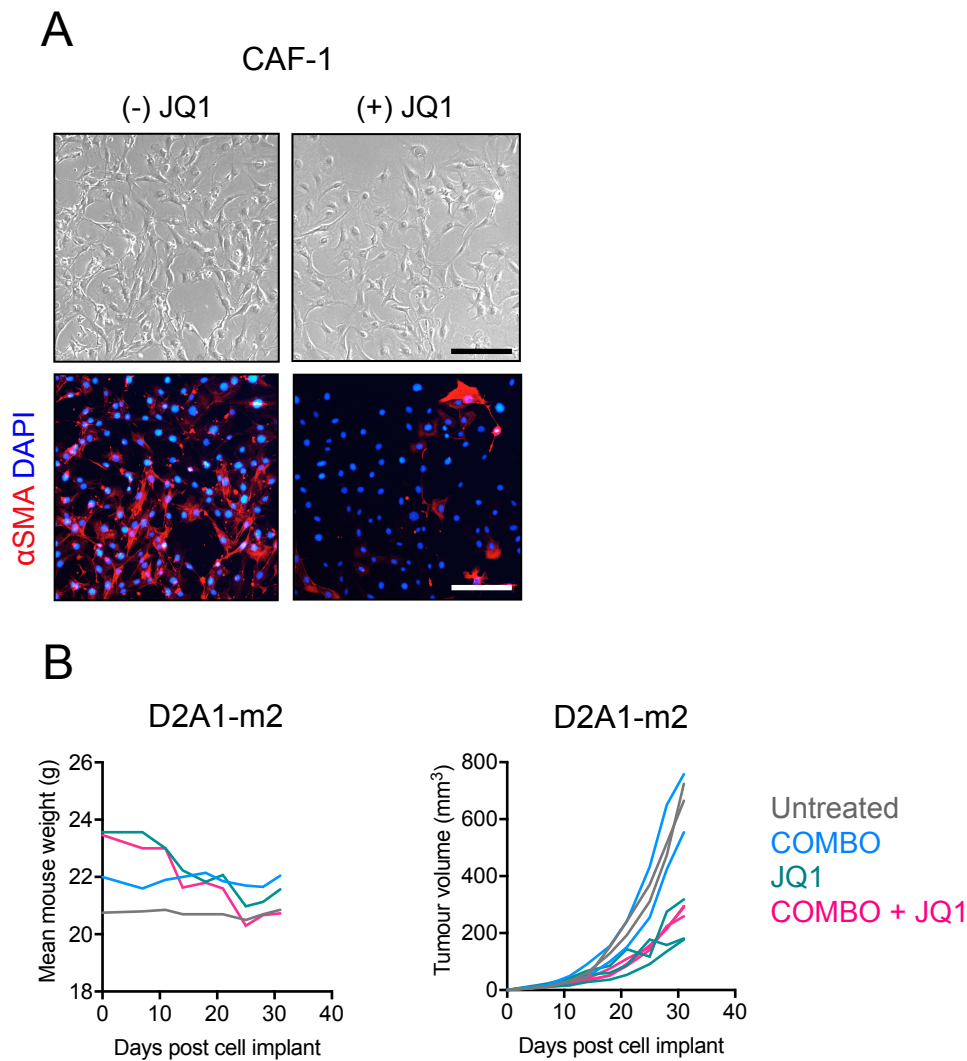 A
CAF-1
(-) JQ1
(+) JQ1
αSMA DAPI
B
D2A1-m2
Mean mouse weight (g)
26
24
22
20
18
0
10
20
30
40
Days post cell implant
D2A1-m2
Tumour volume (mm³)
800
600
400
200
0
0
10
20
30
40
Days post cell implant
Untreated
COMBO
JQ1
COMBO + JQ1